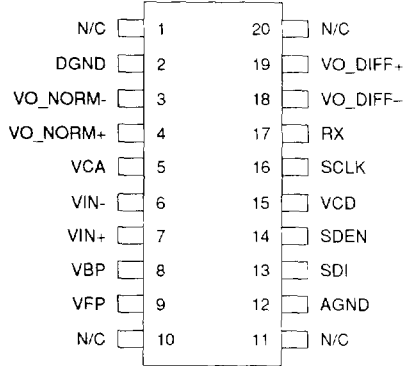 N/C 1 20 N/C
DGND 2 19 VO_DIFF+
VO_NORM- 3 18 VO_DIFF-
VO_NORM+ 4 17 RX
VCA 5 16 SCLK
VIN- 6 15 VCD
VIN+ 7 14 SDEN
VBP 8 13 SDI
VFP 9 12 AGND
N/C 10 11 N/C